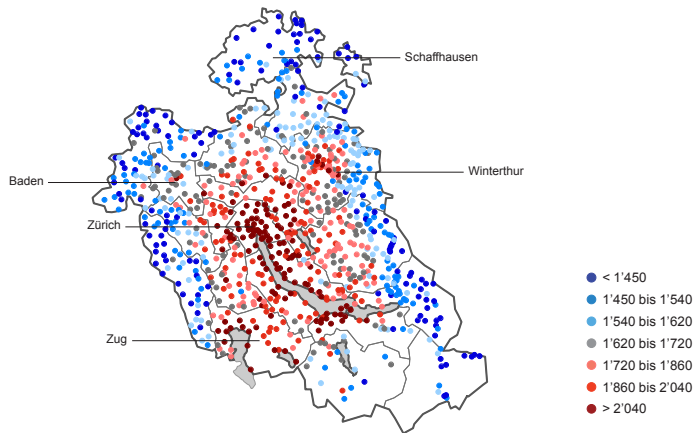 Schaffhausen
Winterthur
Baden
Zürich
Zug
< 1'450
1'450 bis 1'540
1'540 bis 1'620
1'620 bis 1'720
1'720 bis 1'860
1'860 bis 2'040
> 2'040